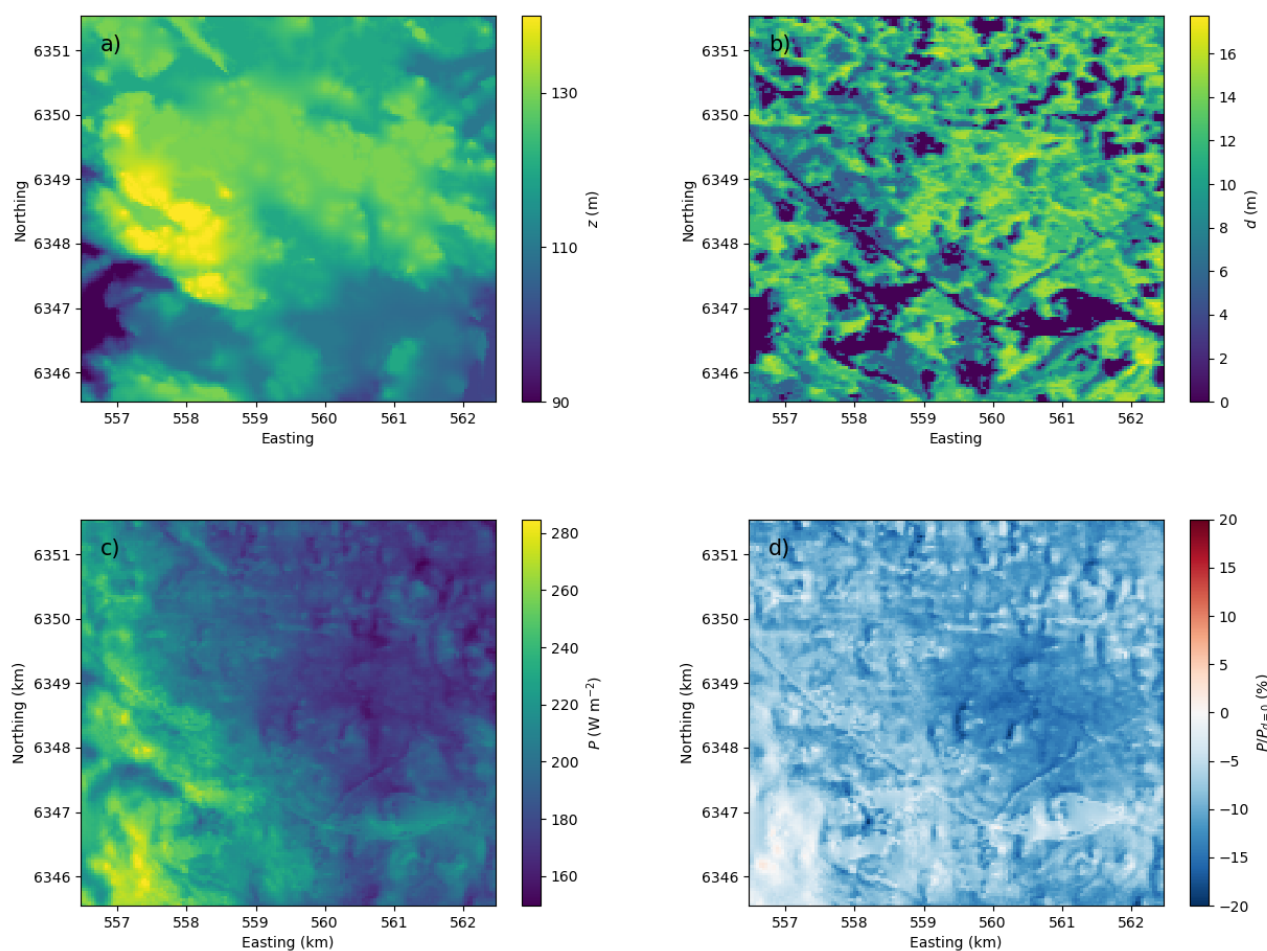 a)
6351
6350
6349
6348
6347
6346
Northing
557 558 559 560 561 562
Easting
130
110
90
z (m)
b)
6351
6350
6349
6348
6347
6346
Northing
557 558 559 560 561 562
Easting
16
14
12
10
8
6
4
2
0
d (m)
c)
6351
6350
6349
6348
6347
6346
Northing (km)
557 558 559 560 561 562
Easting (km)
280
260
240
220
200
180
160
P (W m⁻²)
d)
6351
6350
6349
6348
6347
6346
Northing (km)
557 558 559 560 561 562
Easting (km)
20
15
10
5
0
−5
−10
−15
−20
P/P_{d=0} (%)